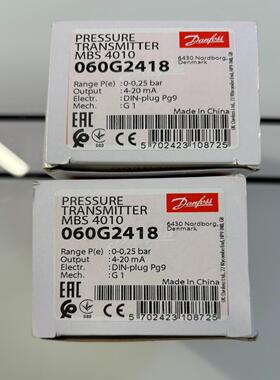 PRESSURE
TRANSMITTER
MBS 4010
060G2418
Danfoss
6430 Nordborg,
Denmark
Range P(e) : 0-0,25 bar
Output : 4-20 mA
Electr. : DIN-plug Pg9
Mech. : G 1
Made in China
EAC
5 702423 108725
PRESSURE
TRANSMITTER
MBS 4010
060G2418
Danfoss
6430 Nordborg,
Denmark
Range P(e) : 0-0,25 bar
Output : 4-20 mA
Electr. : DIN-plug Pg9
Mech. : G 1
Made in China
EAC
5 702423 108725